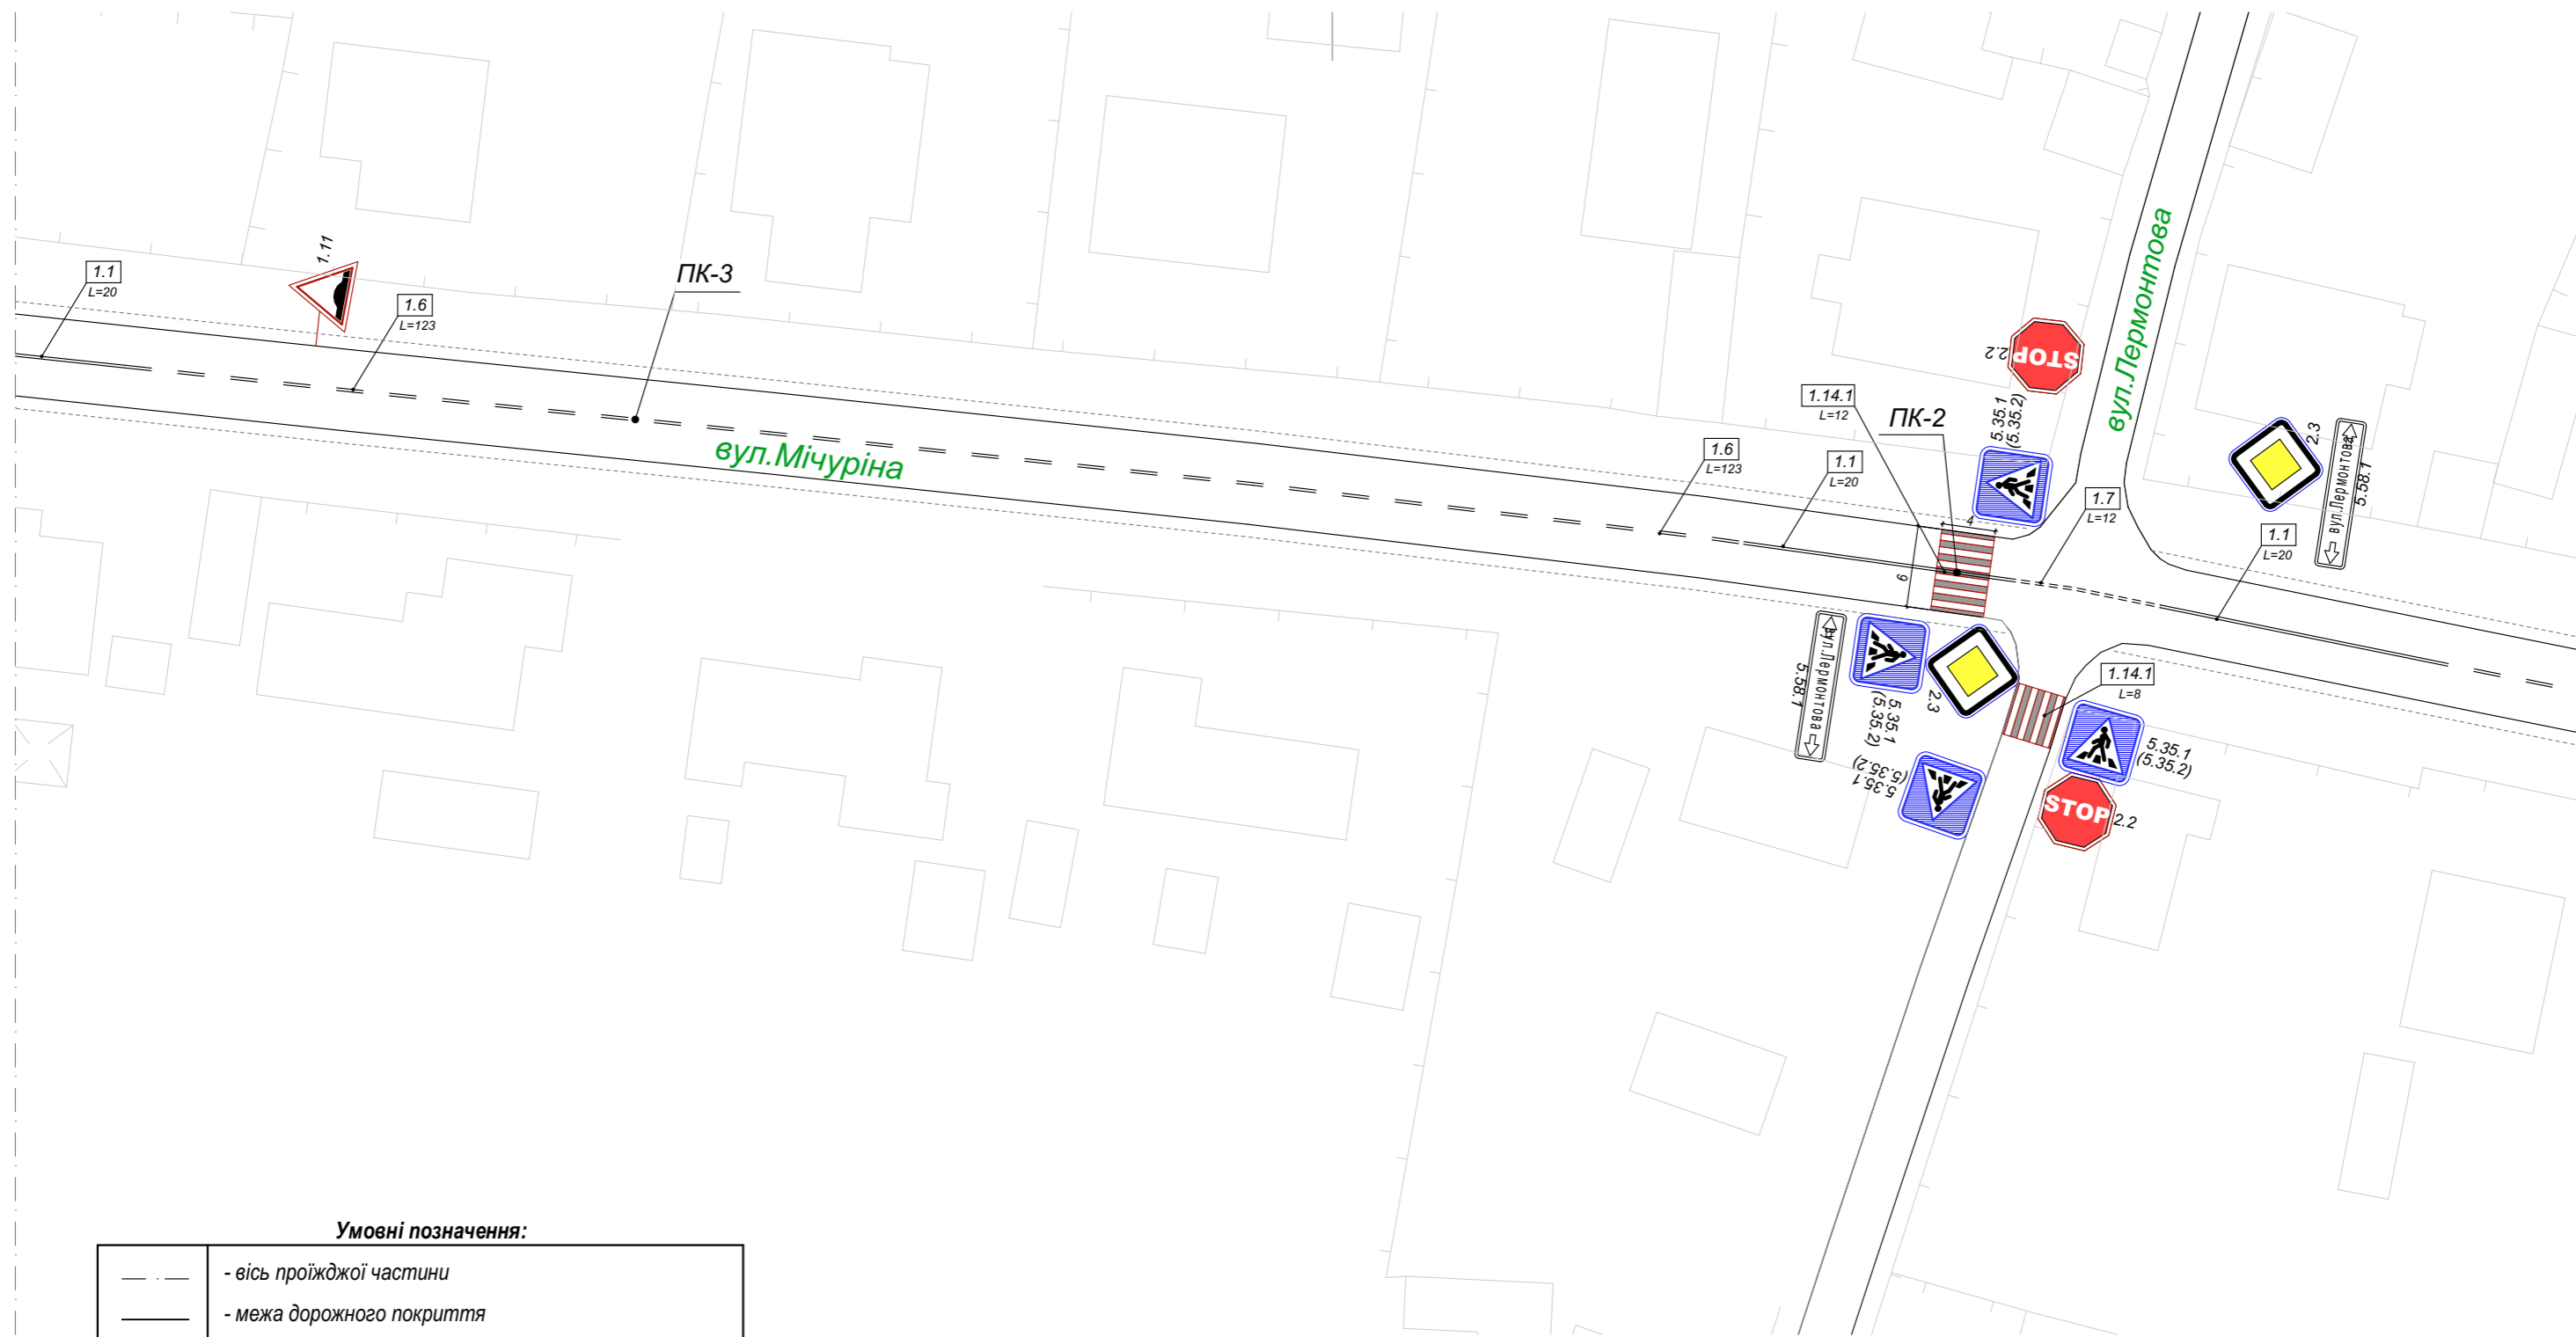 1.1
L=20
1.11
1.6
L=123
ПК-3
вул.Мічуріна
1.6
L=123
1.1
L=20
1.14.1
L=12
ПК-2
5.35.1
(5.35.2)
2.2
STOP
вул.Лермонтова
4
9
1.7
L=12
2.3
вул.Лермонтова
5.58.1
1.1
L=20
вул.Лермонтова
5.58.1
5.35.1
(5.35.2)
2.3
5.35.1
(5.35.2)
1.14.1
L=8
5.35.1
(5.35.2)
STOP
2.2
Умовні позначення:
- вісь проїжджої частини
- межа дорожного покриття